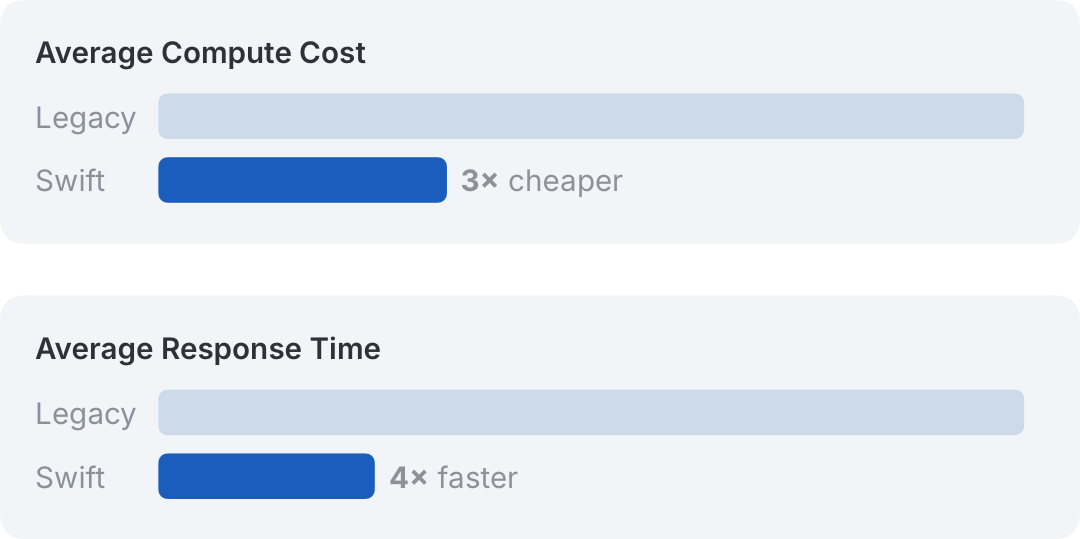 Average Compute Cost
Legacy
Swift 3× cheaper
Average Response Time
Legacy
Swift 4× faster